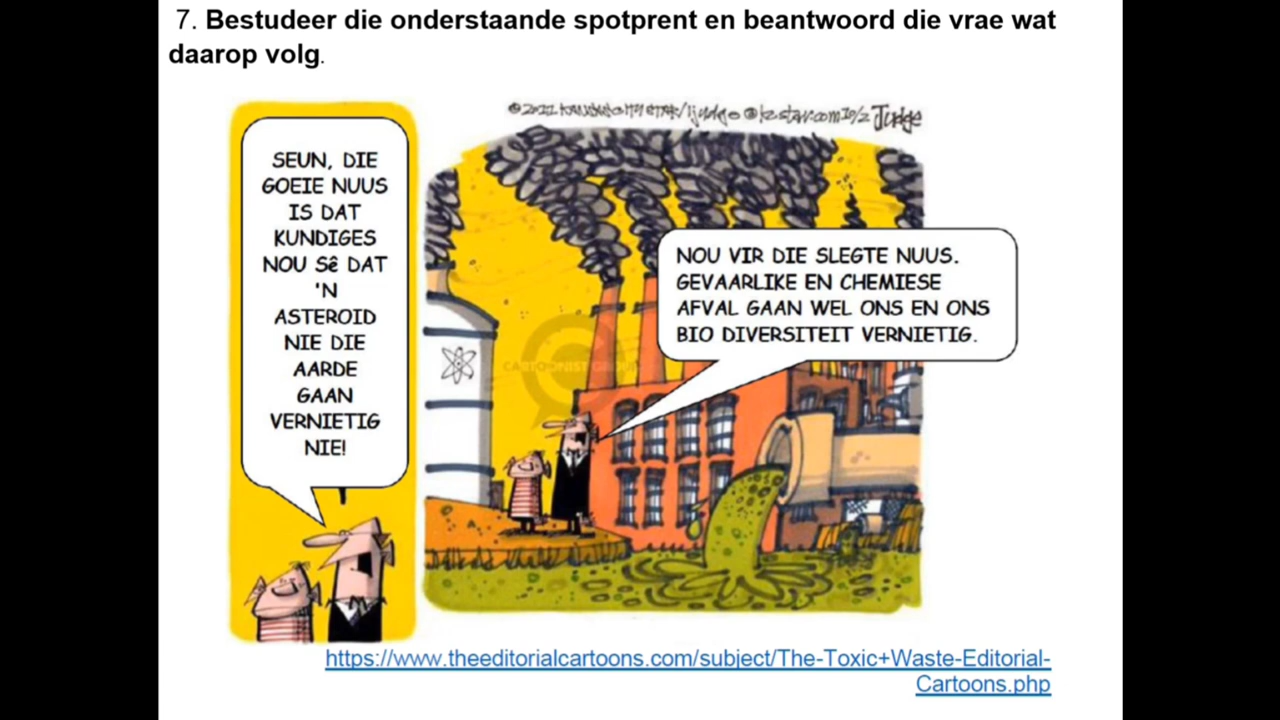 7. Bestudeer die onderstaande spotprent en beantwoord die vrae wat
daarop volg.
Judge
SEUN, DIE
GOEIE NUUS
IS DAT
KUNDIGES
NOU Sê DAT
'N
ASTEROID
NIE DIE
AARDE
GAAN
VERNIETIG
NIE!
NOU VIR DIE SLEGTE NUUS.
GEVAARLIKE EN CHEMIESE
AFVAL GAAN WEL ONS EN ONS
BIO DIVERSITEIT VERNIETIG.
CARTOONIST GROUP
https://www.theeditorialcartoons.com/subject/The-Toxic+Waste-Editorial-
Cartoons.php